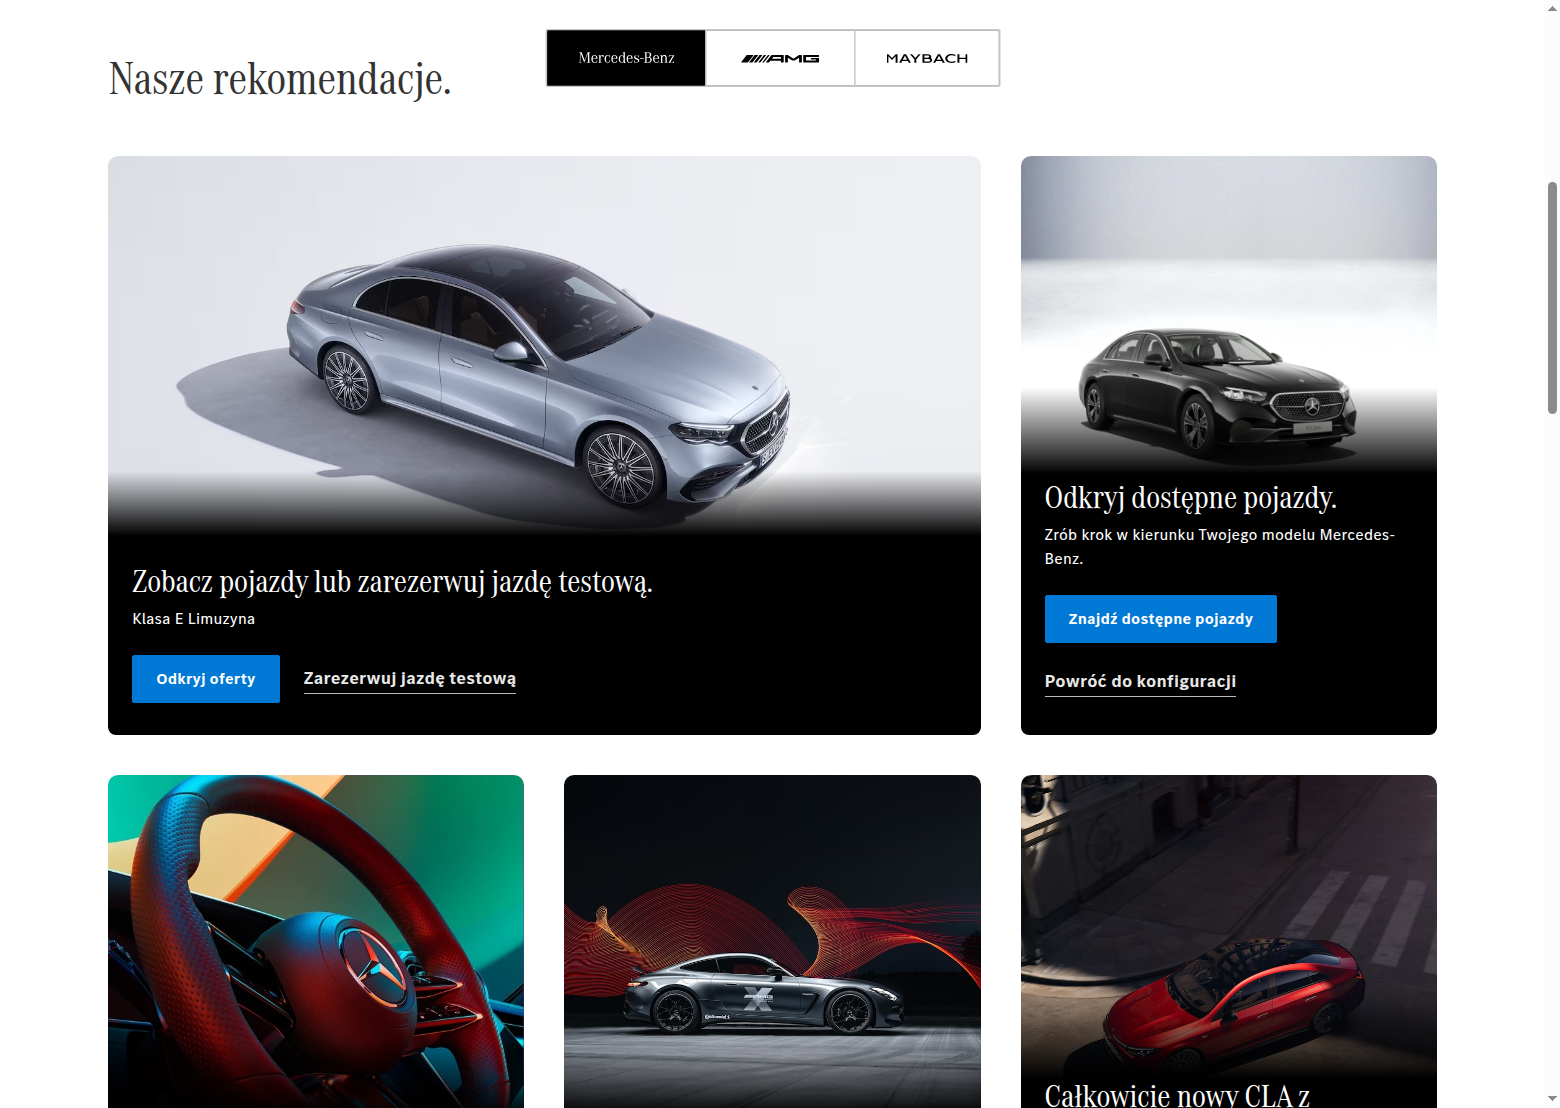 Nasze rekomendacje.
Mercedes-Benz
AMG
MAYBACH
Zobacz pojazdy lub zarezerwuj jazdę testową.
Klasa E Limuzyna
Odkryj oferty
Zarezerwuj jazdę testową
Odkryj dostępne pojazdy.
Zrób krok w kierunku Twojego modelu Mercedes-
Benz.
Znajdź dostępne pojazdy
Powróć do konfiguracji
AMG
X
Continental
Całkowicie nowy CLA z